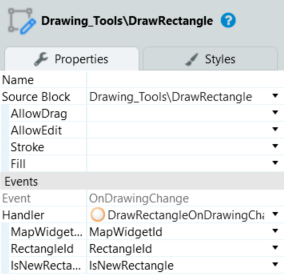 Drawing_Tools\DrawRectangle ?
Properties Styles
Name
Source Block Drawing_Tools\DrawRectangle
AllowDrag
AllowEdit
Stroke
Fill
Events
Event OnDrawingChange
Handler DrawRectangleOnDrawingCha
MapWidget... MapWidgetId
RectangleId RectangleId
IsNewRecta... IsNewRectangle